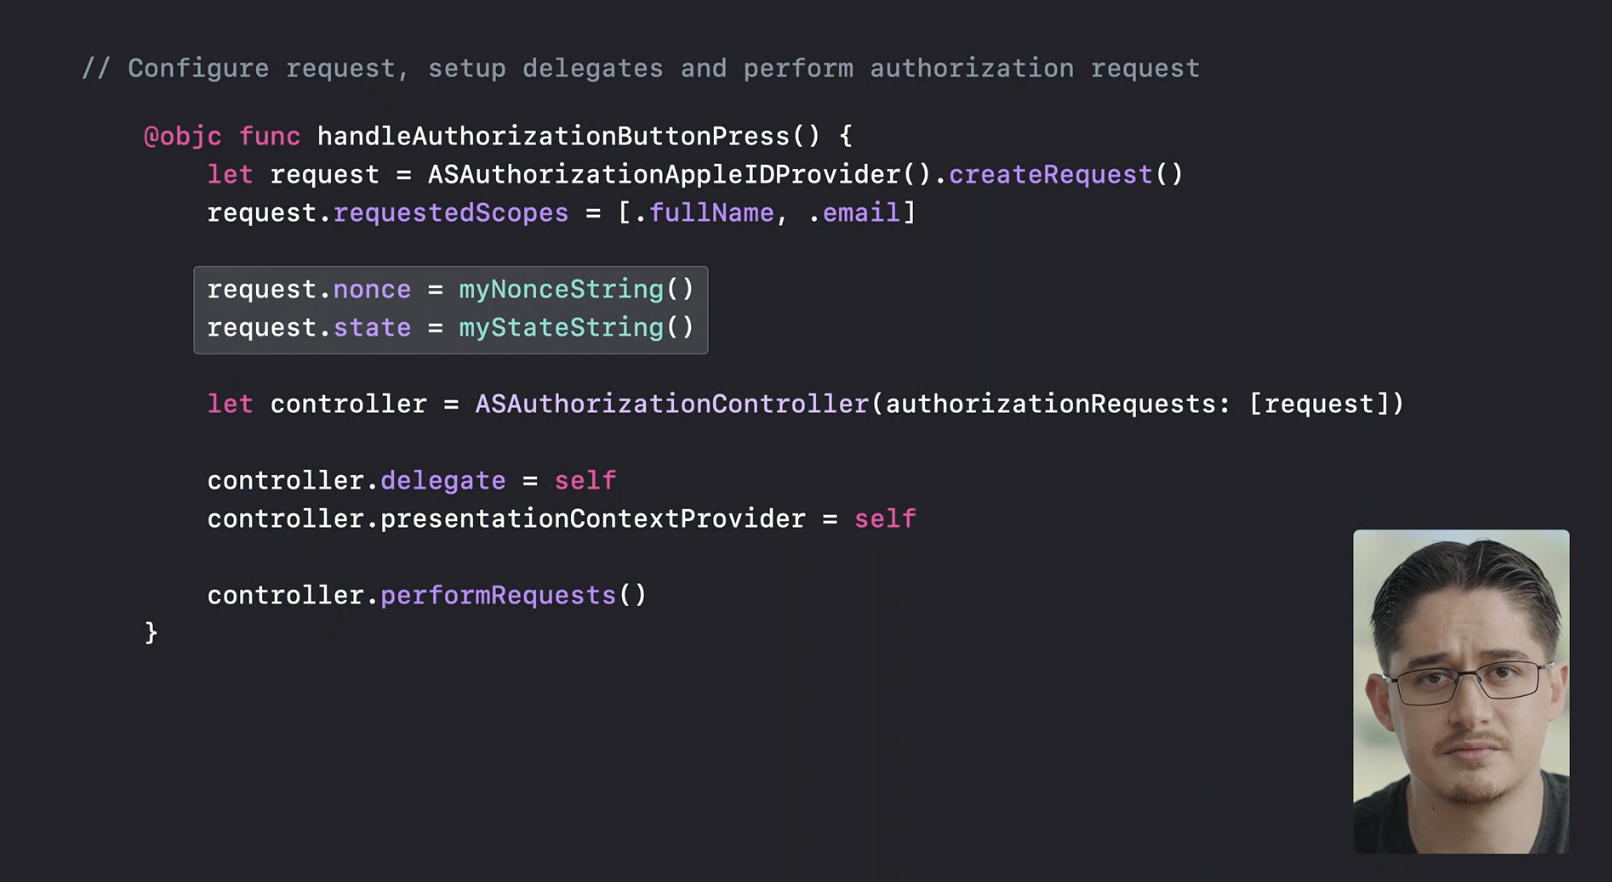 // Configure request, setup delegates and perform authorization request
@objc func handleAuthorizationButtonPress() {
let request = ASAuthorizationAppleIDProvider().createRequest()
request.requestedScopes = [.fullName, .email]
request.nonce = myNonceString()
request.state = myStateString()
let controller = ASAuthorizationController(authorizationRequests: [request])
controller.delegate = self
controller.presentationContextProvider = self
controller.performRequests()
}